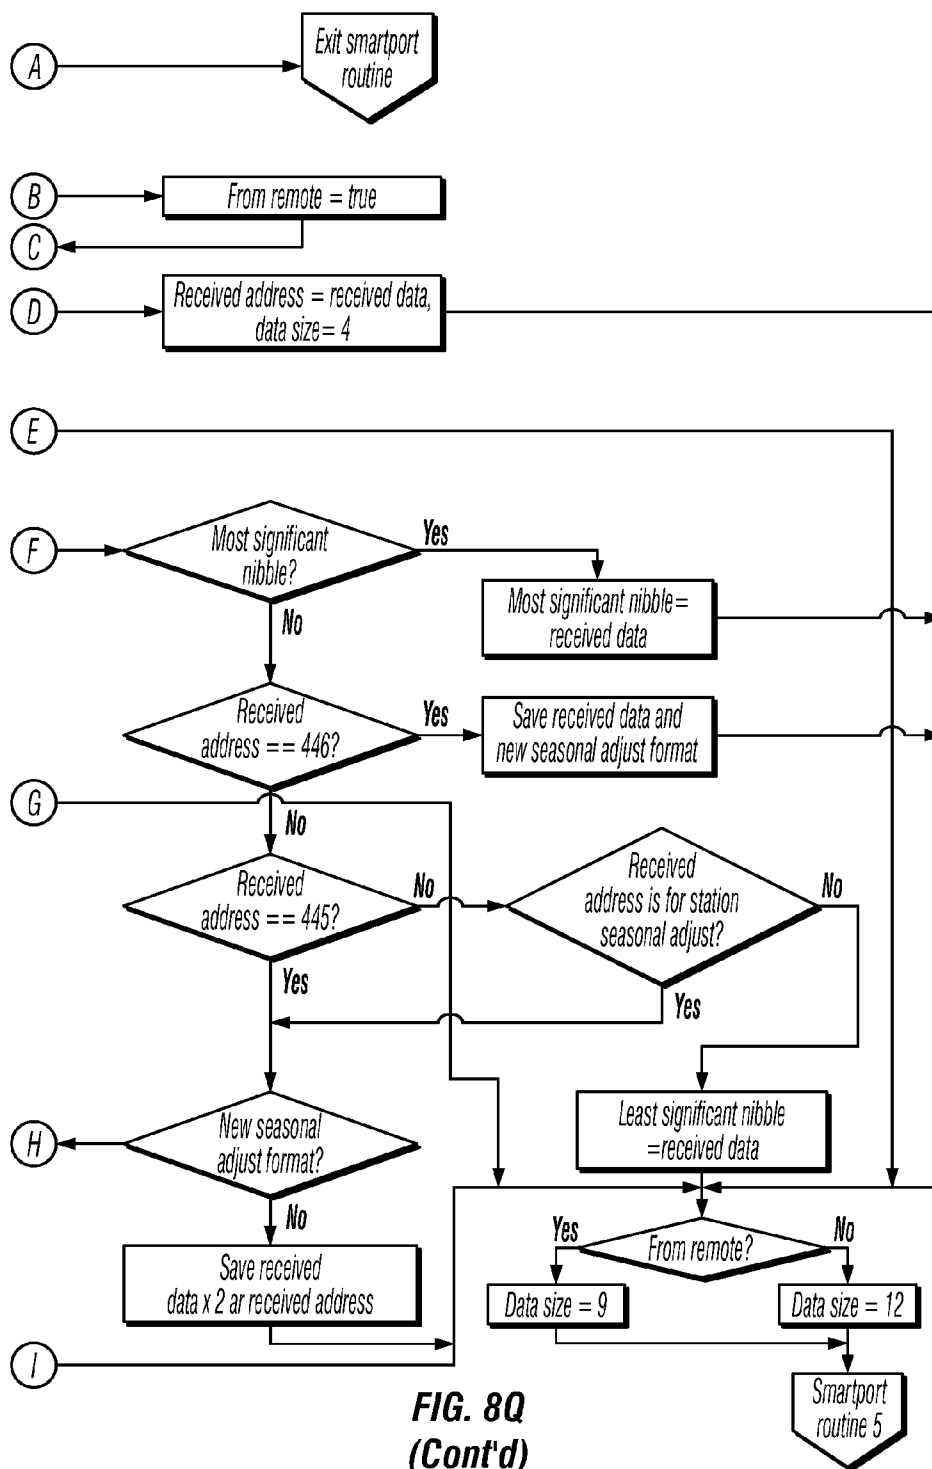 A
Exit smartport
routine
B
From remote = true
C
D
Received address = received data,
data size = 4
E
F
Most significant
nibble?
Yes
No
Most significant nibble=
received data
Received
address == 446?
Yes
No
Save received data and
new seasonal adjust format
G
Received
address == 445?
No
Yes
Received
address is for station
seasonal adjust?
No
Yes
H
New seasonal
adjust format?
No
Least significant nibble
=received data
Save received
data x 2 ar received address
From remote?
Yes
No
Data size = 9
Data size = 12
I
Smartport
routine 5
FIG. 8Q
(Cont'd)